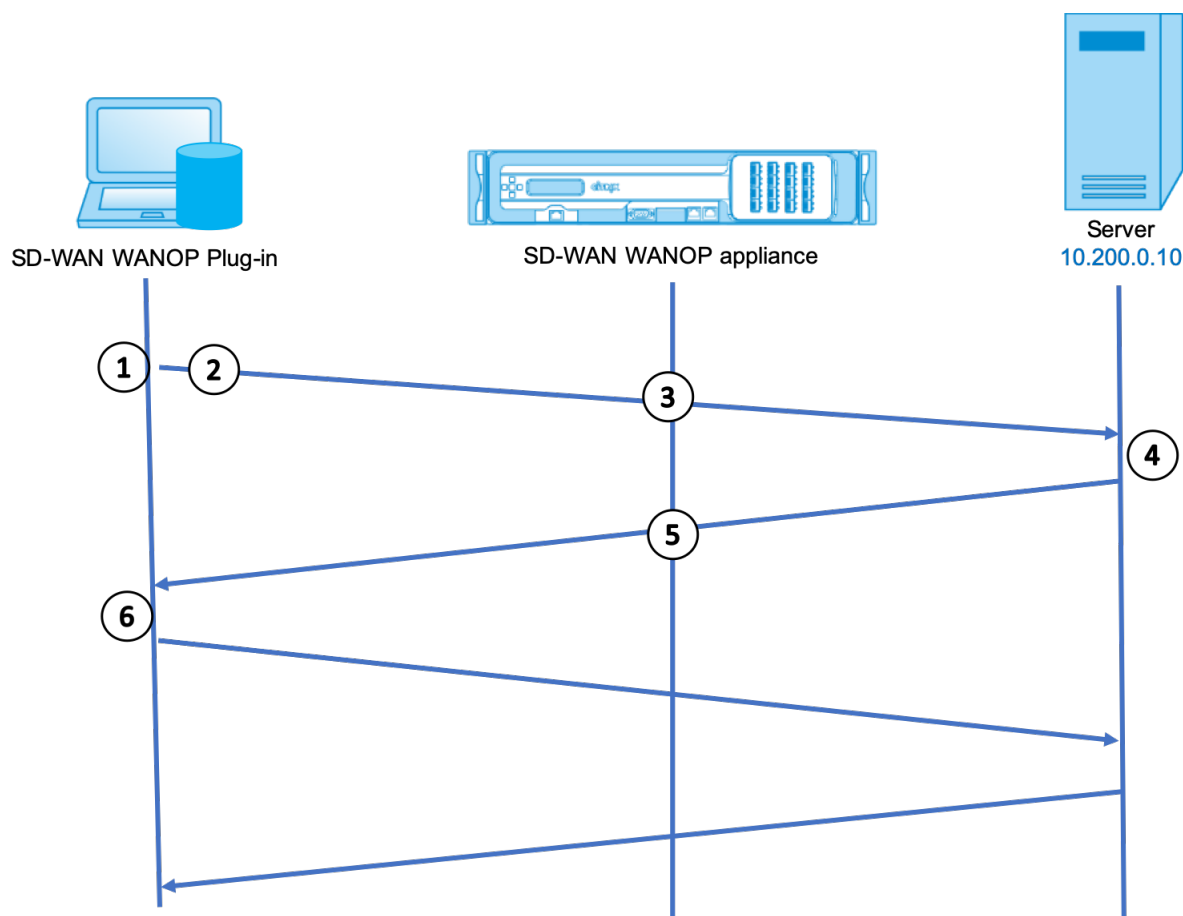 citrix
SD-WAN WANOP Plug-in
SD-WAN WANOP appliance
Server
10.200.0.10
1
2
3
4
5
6